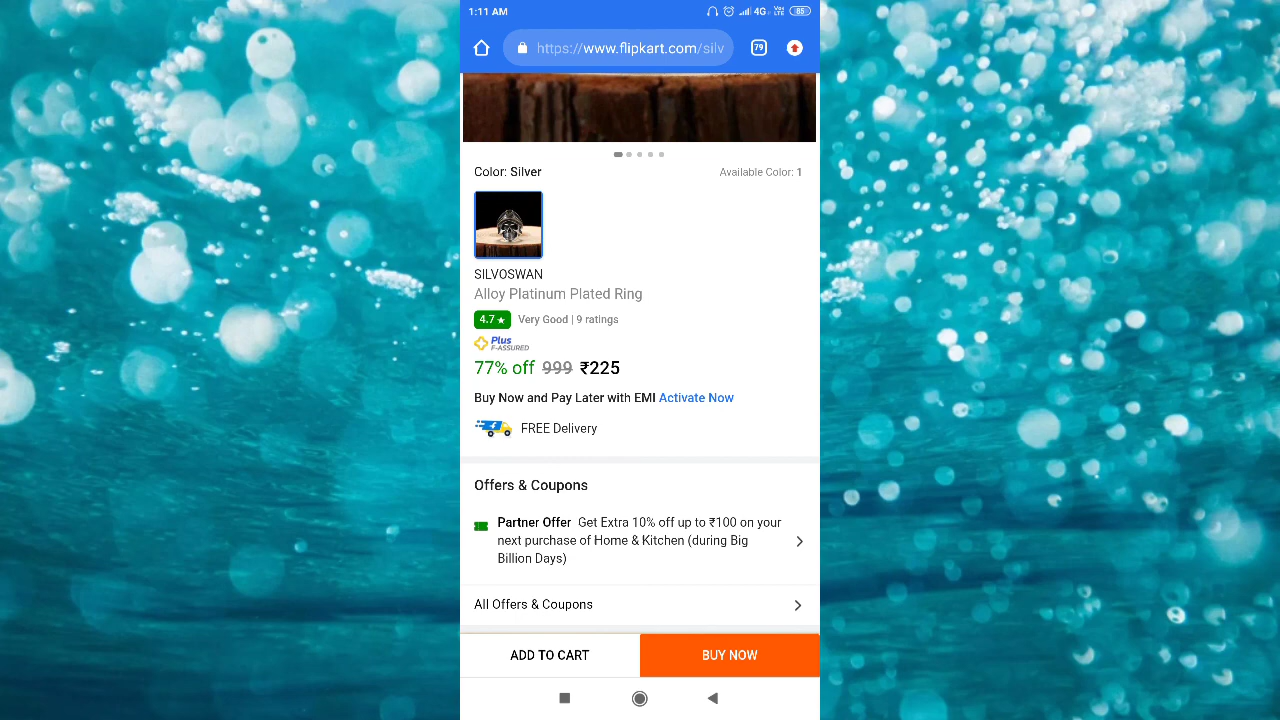 1:11 AM
4G
Vo)
LTE
85
https://www.flipkart.com/silv
79
Color: Silver
Available Color: 1
SILVOSWAN
Alloy Platinum Plated Ring
4.7★ Very Good | 9 ratings
Plus
F-ASSURED
77% off 999 ₹225
Buy Now and Pay Later with EMI Activate Now
FREE Delivery
Offers & Coupons
Partner Offer Get Extra 10% off up to ₹100 on your
next purchase of Home & Kitchen (during Big
Billion Days)
All Offers & Coupons
ADD TO CART
BUY NOW